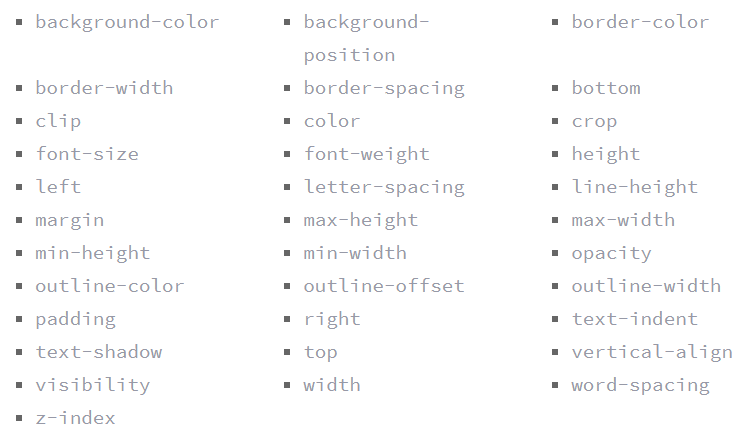 background-color
background-
position
border-color
border-width
border-spacing
bottom
clip
color
crop
font-size
font-weight
height
left
letter-spacing
line-height
margin
max-height
max-width
min-height
min-width
opacity
outline-color
outline-offset
outline-width
padding
right
text-indent
text-shadow
top
vertical-align
visibility
width
word-spacing
z-index